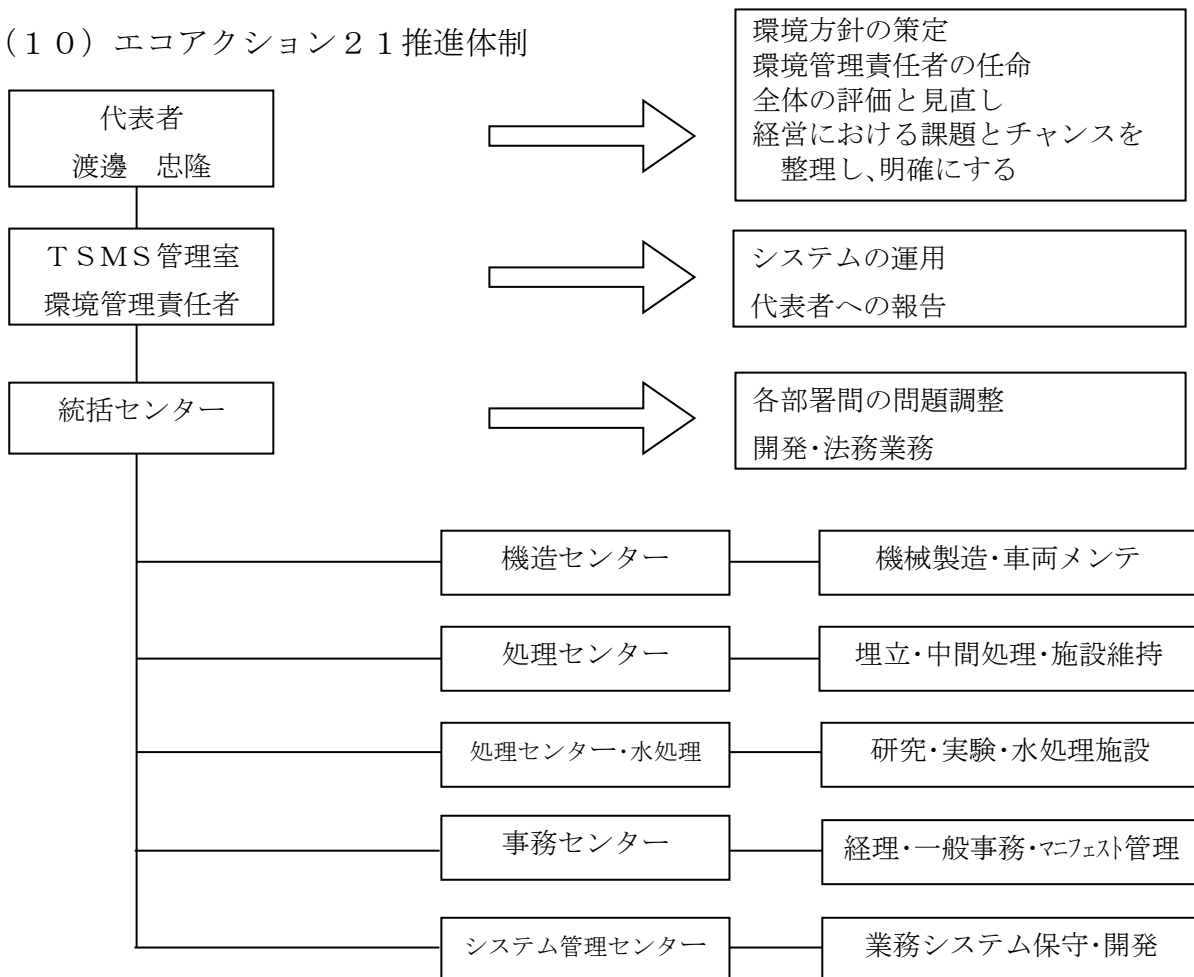 (10) エコアクション21推進体制
代表者
渡邊　忠隆
環境方針の策定
環境管理責任者の任命
全体の評価と見直し
経営における課題とチャンスを
整理し、明確にする
TSMS管理室
環境管理責任者
システムの運用
代表者への報告
統括センター
各部署間の問題調整
開発・法務業務
機造センター
機械製造・車両メンテ
処理センター
埋立・中間処理・施設維持
処理センター・水処理
研究・実験・水処理施設
事務センター
経理・一般事務・マニフェスト管理
システム管理センター
業務システム保守・開発